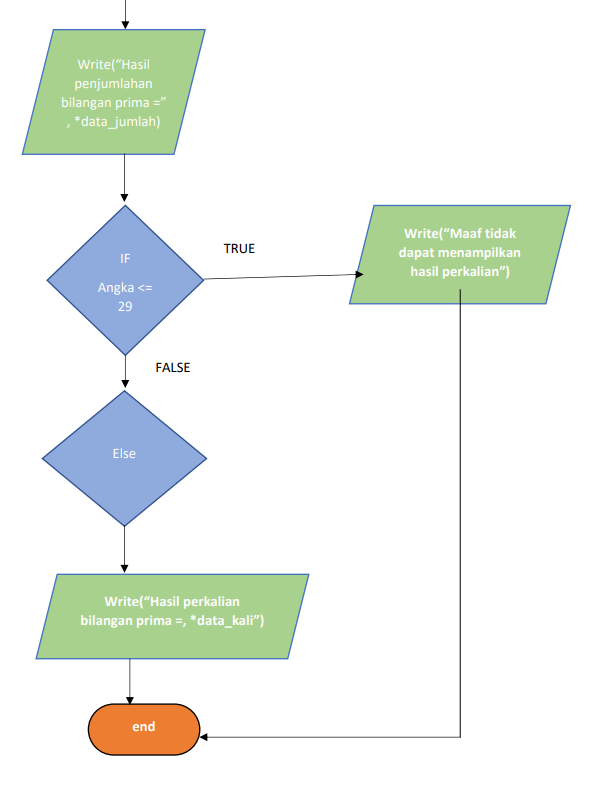 Write(“Hasil
penjumlahan
bilangan prima =”
, *data_jumlah)
IF
Angka <=
29
TRUE
Write(“Maaf tidak
dapat menampilkan
hasil perkalian”)
FALSE
Else
Write(“Hasil perkalian
bilangan prima =, *data_kali”)
end